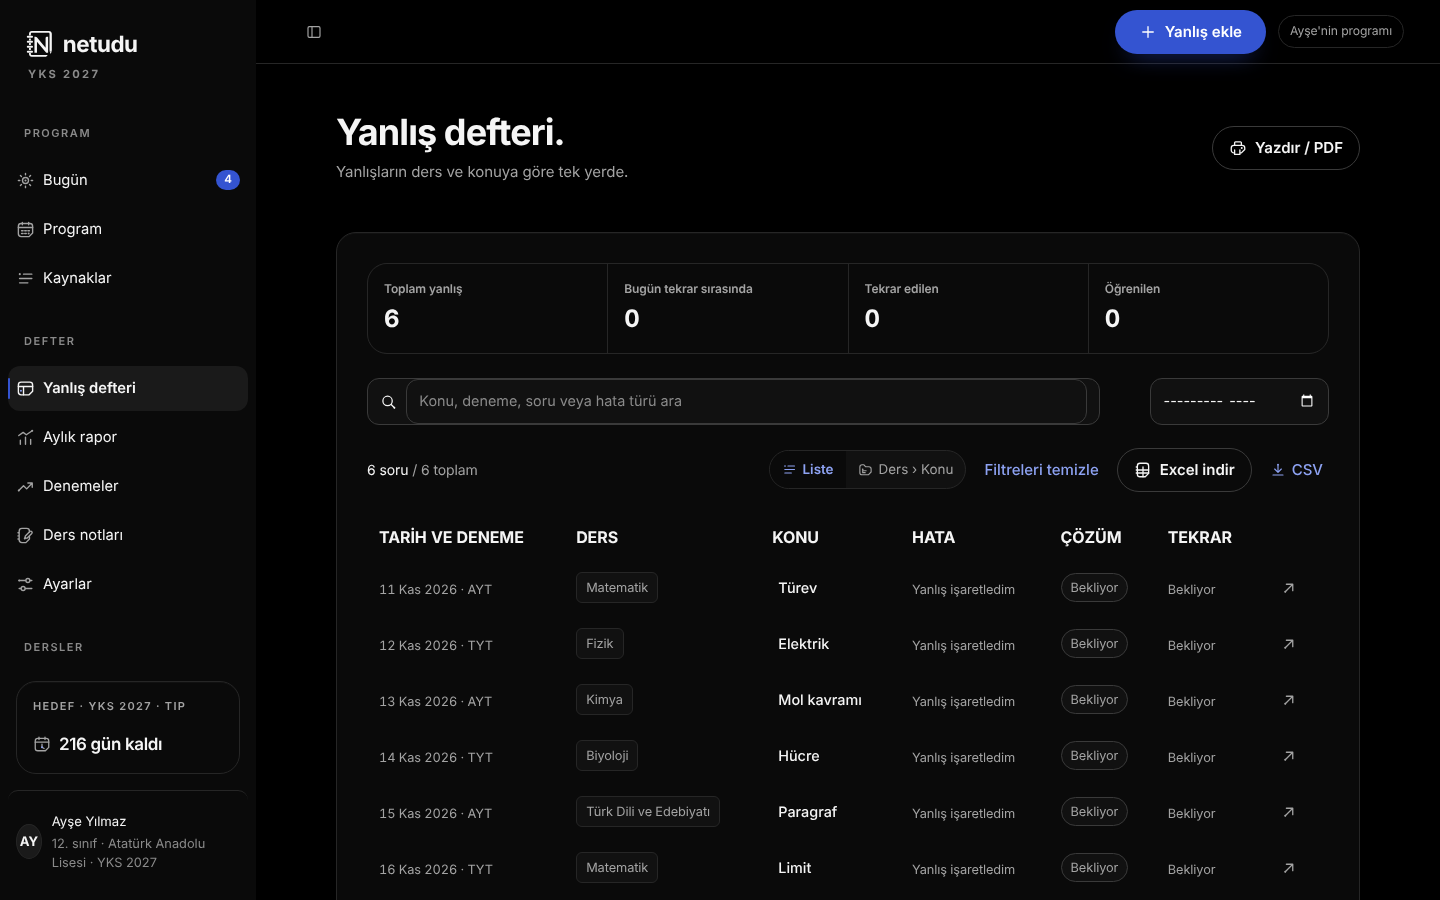 netudu
YKS 2027
PROGRAM
Bugün 4
Program
Kaynaklar
DEFTER
Yanlış defteri
Aylık rapor
Denemeler
Ders notları
Ayarlar
DERSLER
HEDEF · YKS 2027 · TIP
216 gün kaldı
AY
Ayşe Yılmaz
12. sınıf · Atatürk Anadolu
Lisesi · YKS 2027
Yanlış ekle
Ayşe'nin programı
Yanlış defteri.
Yanlışların ders ve konuya göre tek yerde.
Yazdır / PDF
Toplam yanlış
6
Bugün tekrar sırasında
0
Tekrar edilen
0
Öğrenilen
0
Konu, deneme, soru veya hata türü ara
--------- ----
6 soru / 6 toplam
Liste
Ders › Konu
Filtreleri temizle
Excel indir
CSV
TARİH VE DENEME DERS KONU HATA ÇÖZÜM TEKRAR
11 Kas 2026 · AYT Matematik Türev Yanlış işaretledim Bekliyor Bekliyor
12 Kas 2026 · TYT Fizik Elektrik Yanlış işaretledim Bekliyor Bekliyor
13 Kas 2026 · AYT Kimya Mol kavramı Yanlış işaretledim Bekliyor Bekliyor
14 Kas 2026 · TYT Biyoloji Hücre Yanlış işaretledim Bekliyor Bekliyor
15 Kas 2026 · AYT Türk Dili ve Edebiyatı Paragraf Yanlış işaretledim Bekliyor Bekliyor
16 Kas 2026 · TYT Matematik Limit Yanlış işaretledim Bekliyor Bekliyor